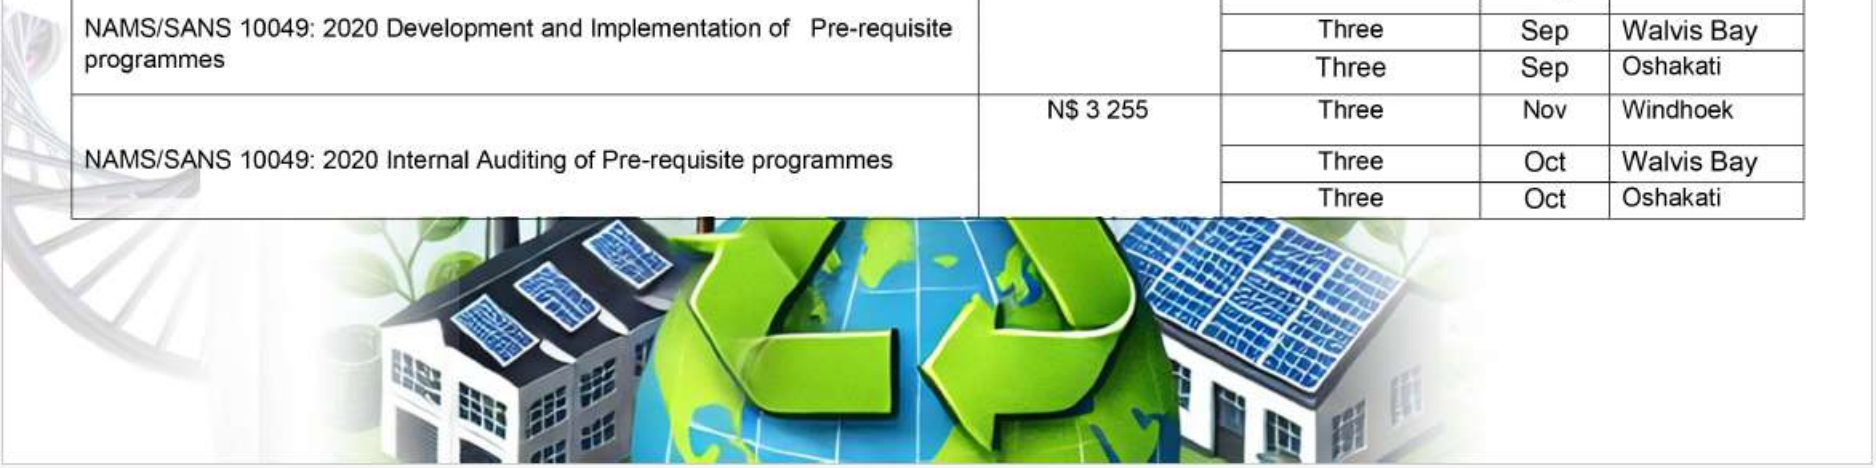 NAMS/SANS 10049: 2020 Development and Implementation of Pre-requisite
programmes
Three Sep Walvis Bay
Three Sep Oshakati
NAMS/SANS 10049: 2020 Internal Auditing of Pre-requisite programmes
N$ 3 255
Three Nov Windhoek
Three Oct Walvis Bay
Three Oct Oshakati